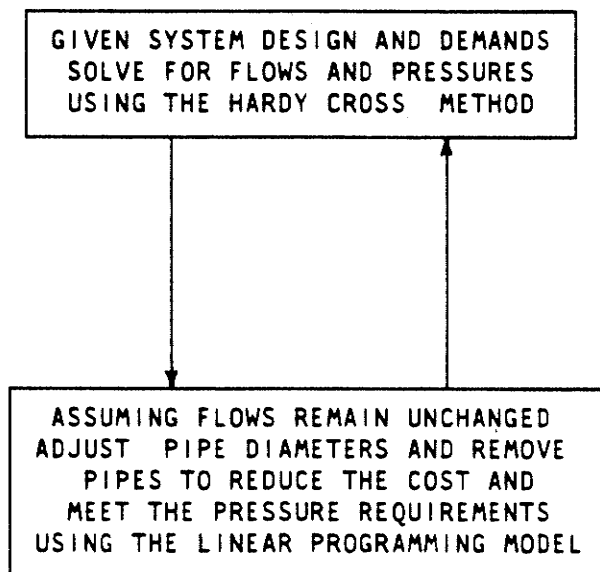 GIVEN SYSTEM DESIGN AND DEMANDS
SOLVE FOR FLOWS AND PRESSURES
USING THE HARDY CROSS METHOD
ASSUMING FLOWS REMAIN UNCHANGED
ADJUST PIPE DIAMETERS AND REMOVE
PIPES TO REDUCE THE COST AND
MEET THE PRESSURE REQUIREMENTS
USING THE LINEAR PROGRAMMING MODEL